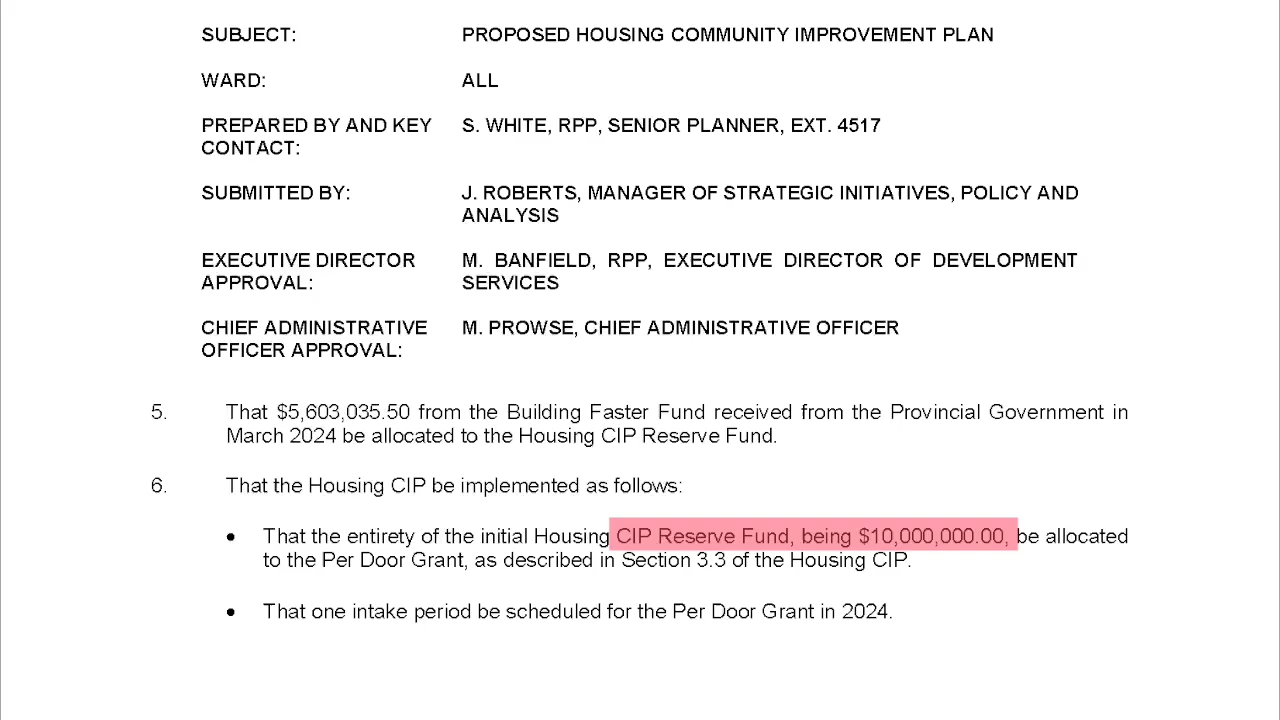 SUBJECT: PROPOSED HOUSING COMMUNITY IMPROVEMENT PLAN
WARD: ALL
PREPARED BY AND KEY CONTACT: S. WHITE, RPP, SENIOR PLANNER, EXT. 4517
SUBMITTED BY: J. ROBERTS, MANAGER OF STRATEGIC INITIATIVES, POLICY AND
ANALYSIS
EXECUTIVE DIRECTOR APPROVAL: M. BANFIELD, RPP, EXECUTIVE DIRECTOR OF DEVELOPMENT
SERVICES
CHIEF ADMINISTRATIVE OFFICER APPROVAL: M. PROWSE, CHIEF ADMINISTRATIVE OFFICER
5. That $5,603,035.50 from the Building Faster Fund received from the Provincial Government in
March 2024 be allocated to the Housing CIP Reserve Fund.
6. That the Housing CIP be implemented as follows:
• That the entirety of the initial Housing CIP Reserve Fund, being $10,000,000.00, be allocated
to the Per Door Grant, as described in Section 3.3 of the Housing CIP.
• That one intake period be scheduled for the Per Door Grant in 2024.